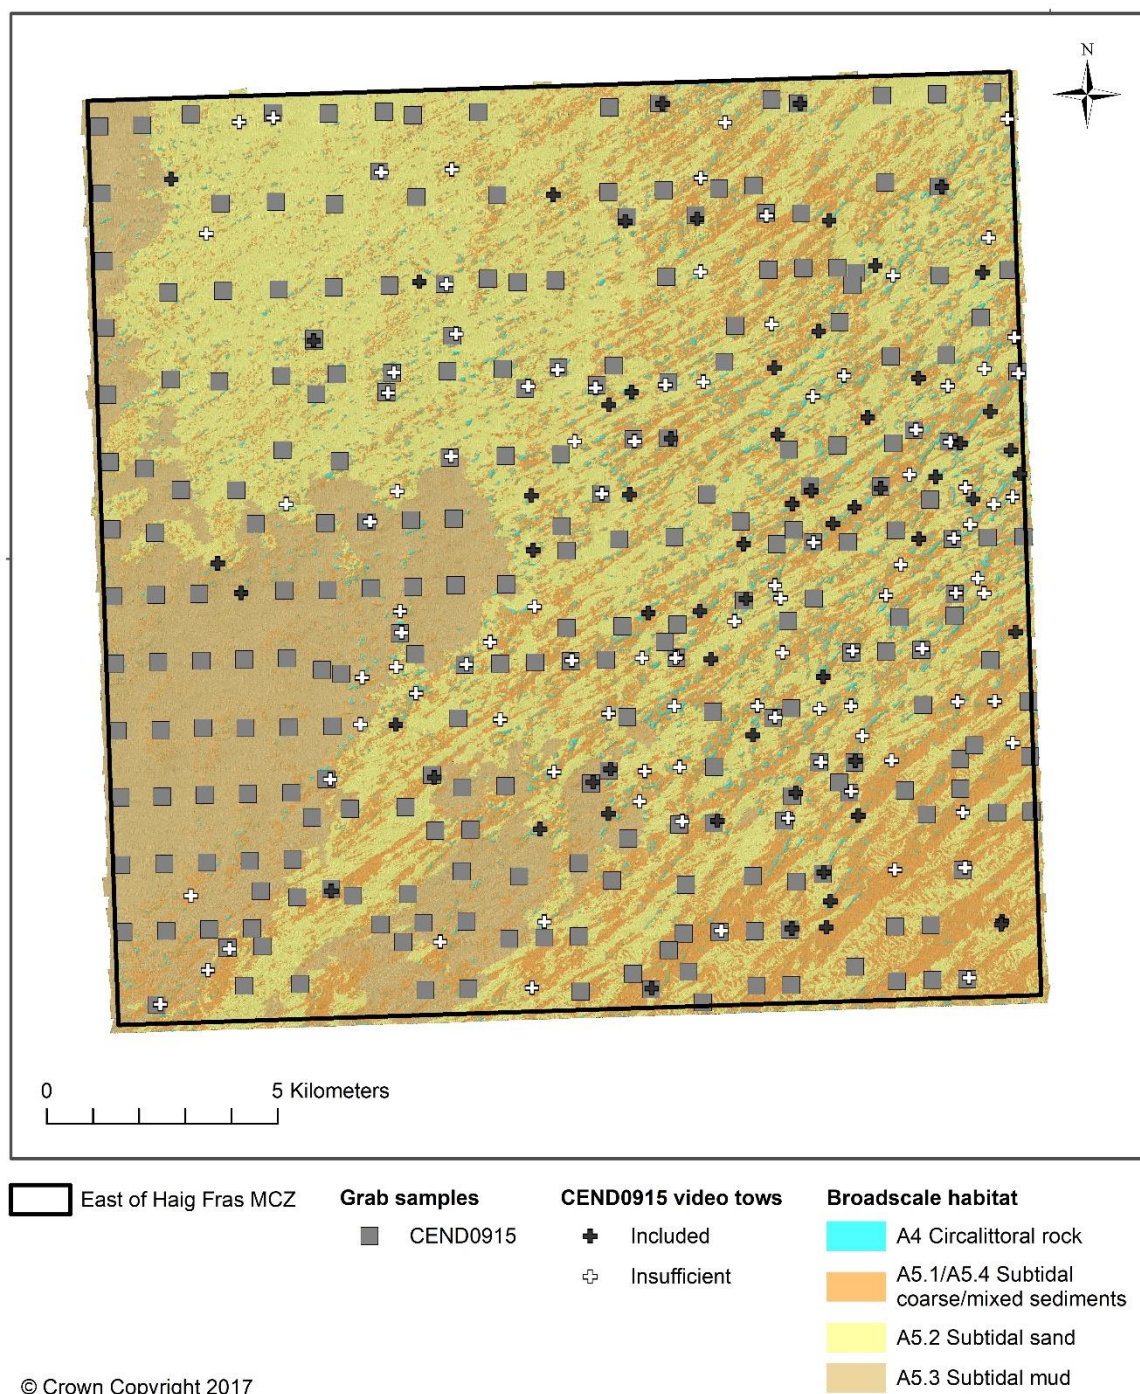 N
0 5 Kilometers
East of Haig Fras MCZ
Grab samples
CEND0915
CEND0915 video tows
Included
Insufficient
Broadscale habitat
A4 Circalittoral rock
A5.1/A5.4 Subtidal
coarse/mixed sediments
A5.2 Subtidal sand
A5.3 Subtidal mud
© Crown Copyright 2017